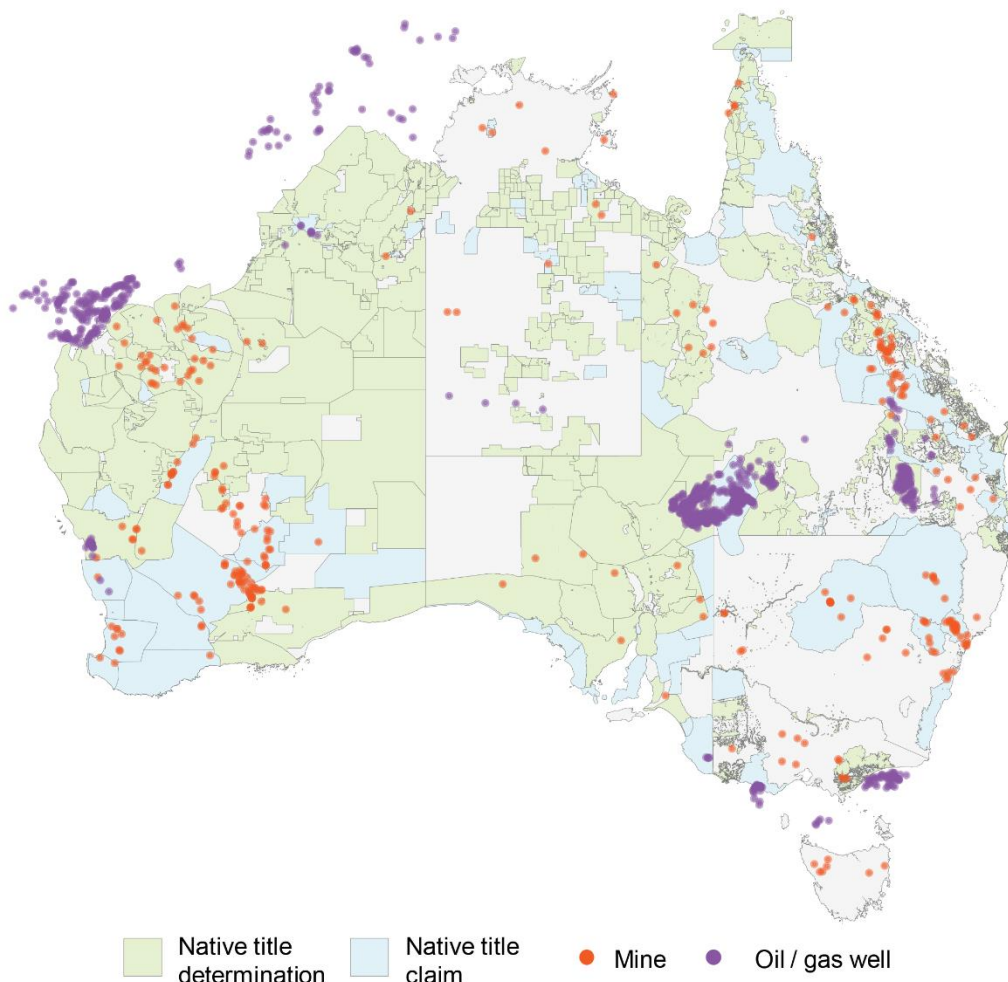 Native title
determination
Native title
claim
Mine
Oil / gas well